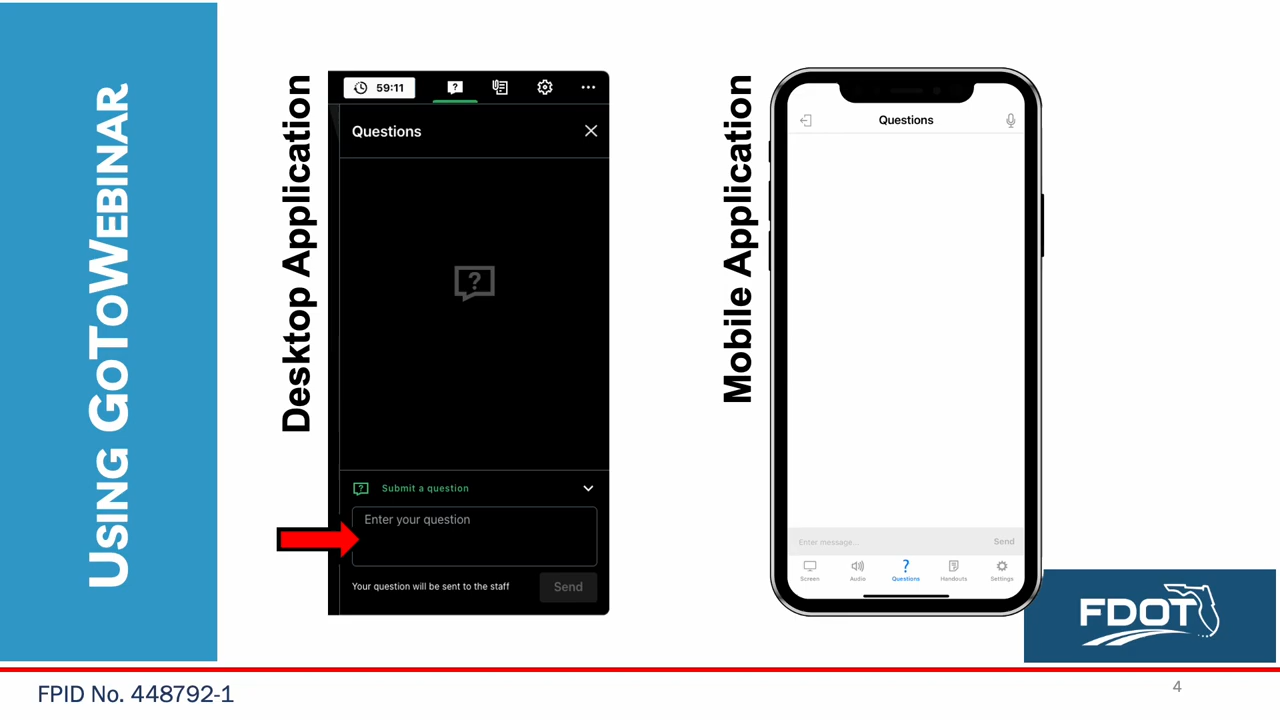 USING GOTOWEBINAR
Desktop Application
59:11
Questions
Submit a question
Enter your question
Your question will be sent to the staff
Send
Mobile Application
Questions
Enter message...
Send
Screen
Audio
?
Questions
Handouts
Settings
FDOT
FPID No. 448792-1
4